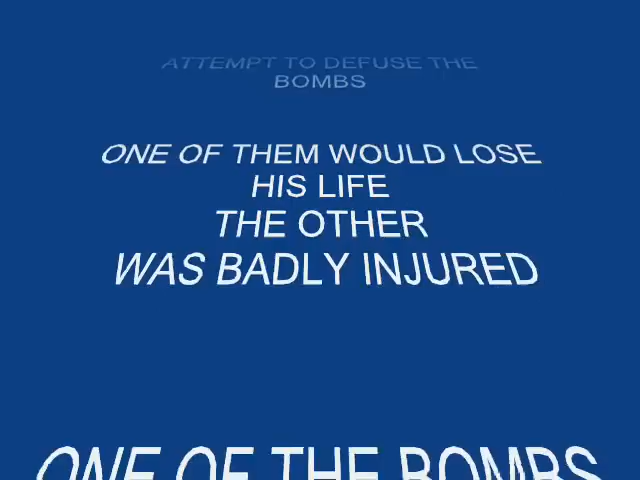 ATTEMPT TO DEFUSE THE
BOMBS
ONE OF THEM WOULD LOSE
HIS LIFE
THE OTHER
WAS BADLY INJURED
ONE OF THE BOMBS